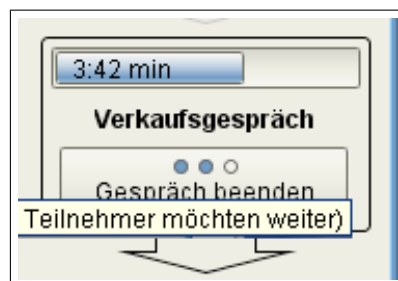 3:42 min
Verkaufsgespräch
Gespräch beenden
Teilnehmer möchten weiter)